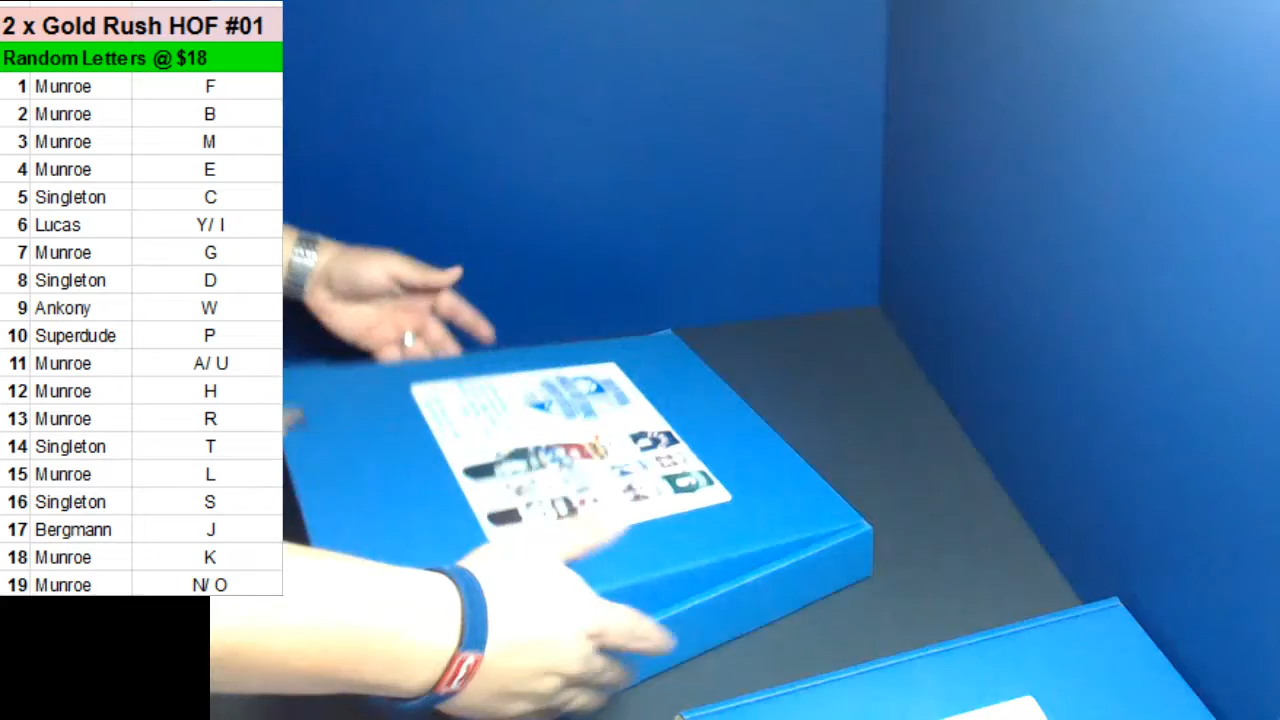 2 x Gold Rush HOF #01
Random Letters @ $18
1 Munroe F
2 Munroe B
3 Munroe M
4 Munroe E
5 Singleton C
6 Lucas Y/ I
7 Munroe G
8 Singleton D
9 Ankony W
10 Superdude P
11 Munroe A/ U
12 Munroe H
13 Munroe R
14 Singleton T
15 Munroe L
16 Singleton S
17 Bergmann J
18 Munroe K
19 Munroe N/ O